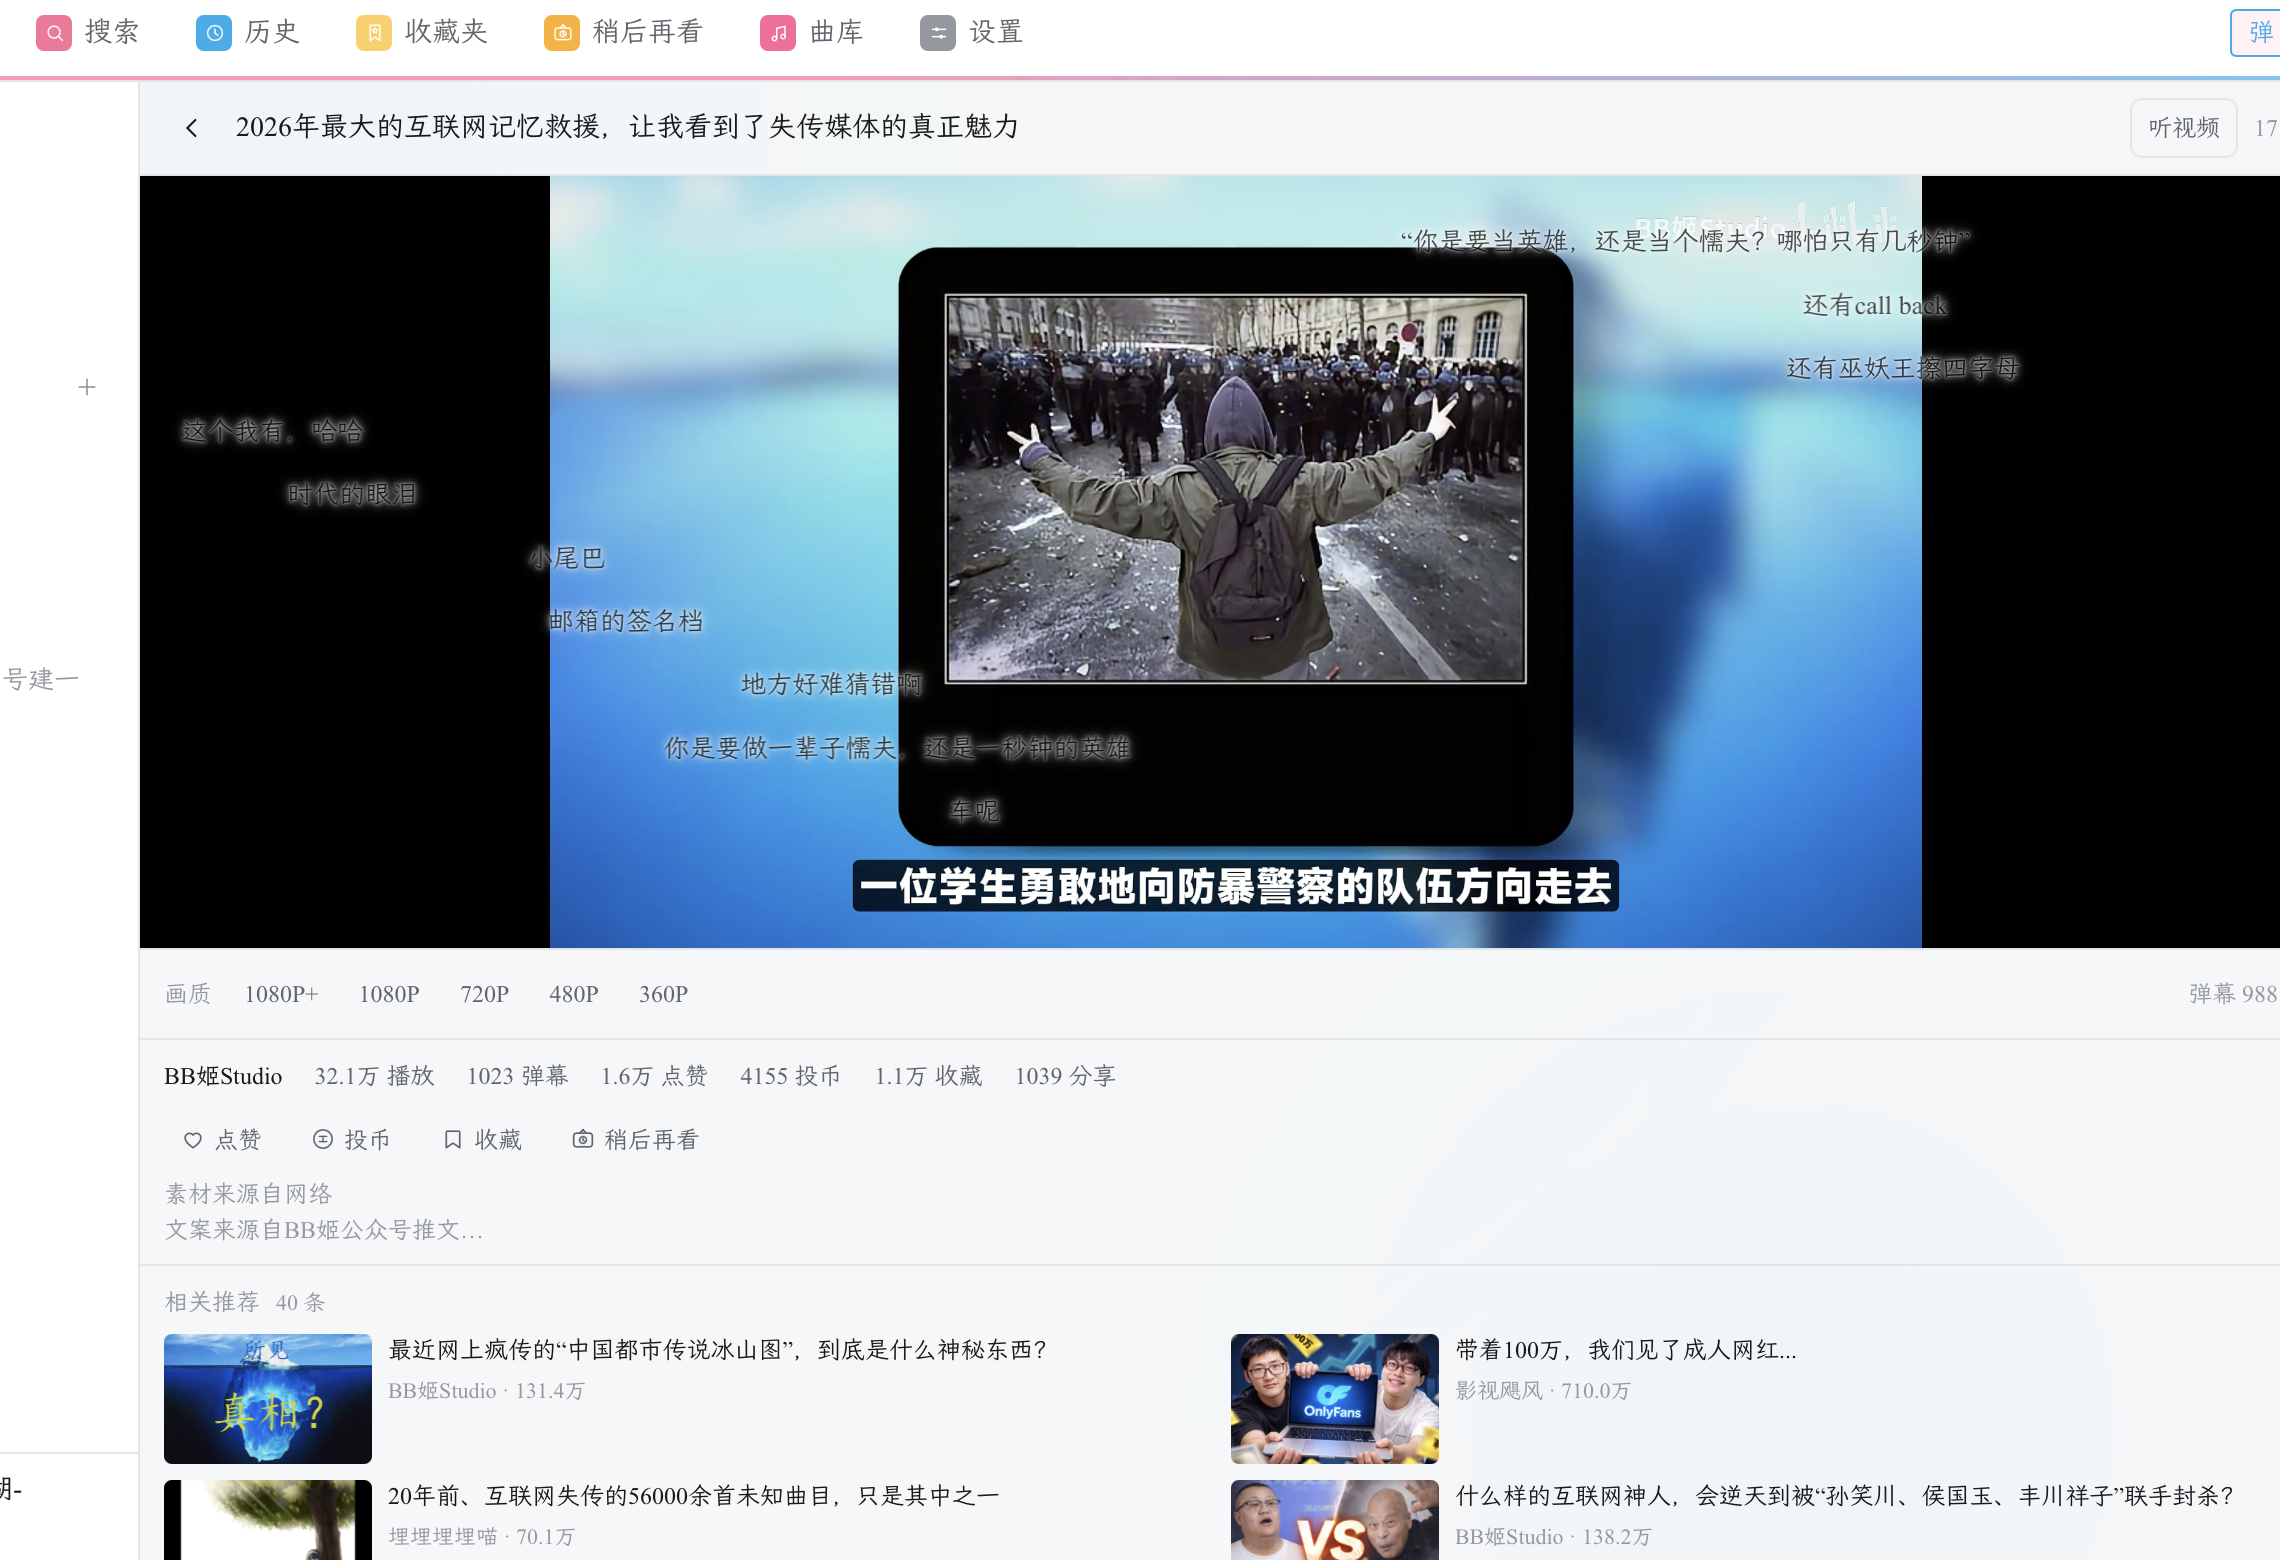 搜索 历史 收藏夹 稍后再看 曲库 设置 弹
2026年最大的互联网记忆救援，让我看到了失传媒体的真正魅力 听视频 17
BB姬Studio
“你是要当英雄，还是当个懦夫？哪怕只有几秒钟”
还有call back
还有巫妖王擦四字母
这个我有，哈哈
时代的眼泪
小尾巴
邮箱的签名档
号建一
地方好难猜错啊
你是要做一辈子懦夫，还是一秒钟的英雄
车呢
一位学生勇敢地向防暴警察的队伍方向走去
画质 1080P+ 1080P 720P 480P 360P 弹幕 988
BB姬Studio 32.1万 播放 1023 弹幕 1.6万 点赞 4155 投币 1.1万 收藏 1039 分享
点赞 投币 收藏 稍后再看
素材来源自网络
文案来源自BB姬公众号推文…
相关推荐 40 条
所见
真相？
最近网上疯传的“中国都市传说冰山图”，到底是什么神秘东西？
BB姬Studio · 131.4万
OnlyFans
带着100万，我们见了成人网红...
影视飓风 · 710.0万
20年前、互联网失传的56000余首未知曲目，只是其中之一
埋埋埋埋喵 · 70.1万
VS
什么样的互联网神人，会逆天到被“孙笑川、侯国玉、丰川祥子”联手封杀？
BB姬Studio · 138.2万